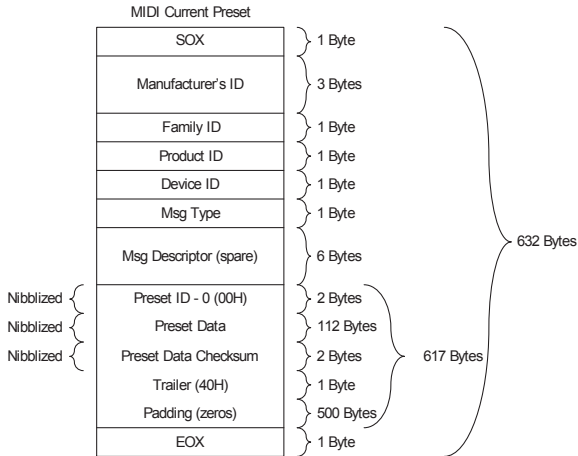 MIDI Current Preset
SOX 1 Byte
Manufacturer's ID 3 Bytes
Family ID 1 Byte
Product ID 1 Byte
Device ID 1 Byte
Msg Type 1 Byte
632 Bytes
Msg Descriptor (spare) 6 Bytes
Nibblized Preset ID - 0 (00H) 2 Bytes
Nibblized Preset Data 112 Bytes
Nibblized Preset Data Checksum 2 Bytes 617 Bytes
Trailer (40H) 1 Byte
Padding (zeros) 500 Bytes
EOX 1 Byte